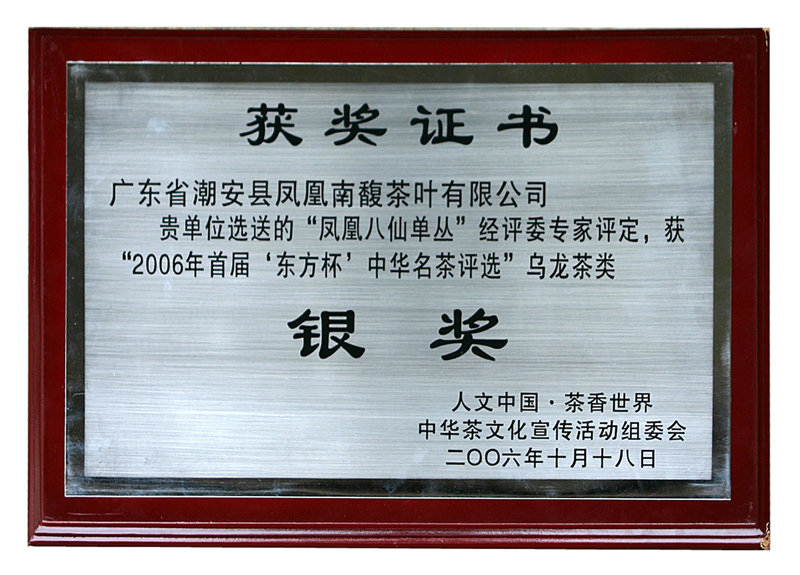 获奖证书
广东省潮安县凤凰南馥茶叶有限公司
贵单位选送的“凤凰八仙单丛”经评委专家评定，获
“2006年首届‘东方杯’中华名茶评选”乌龙茶类
银奖
人文中国·茶香世界
中华茶文化宣传活动组委会
二〇〇六年十月十八日